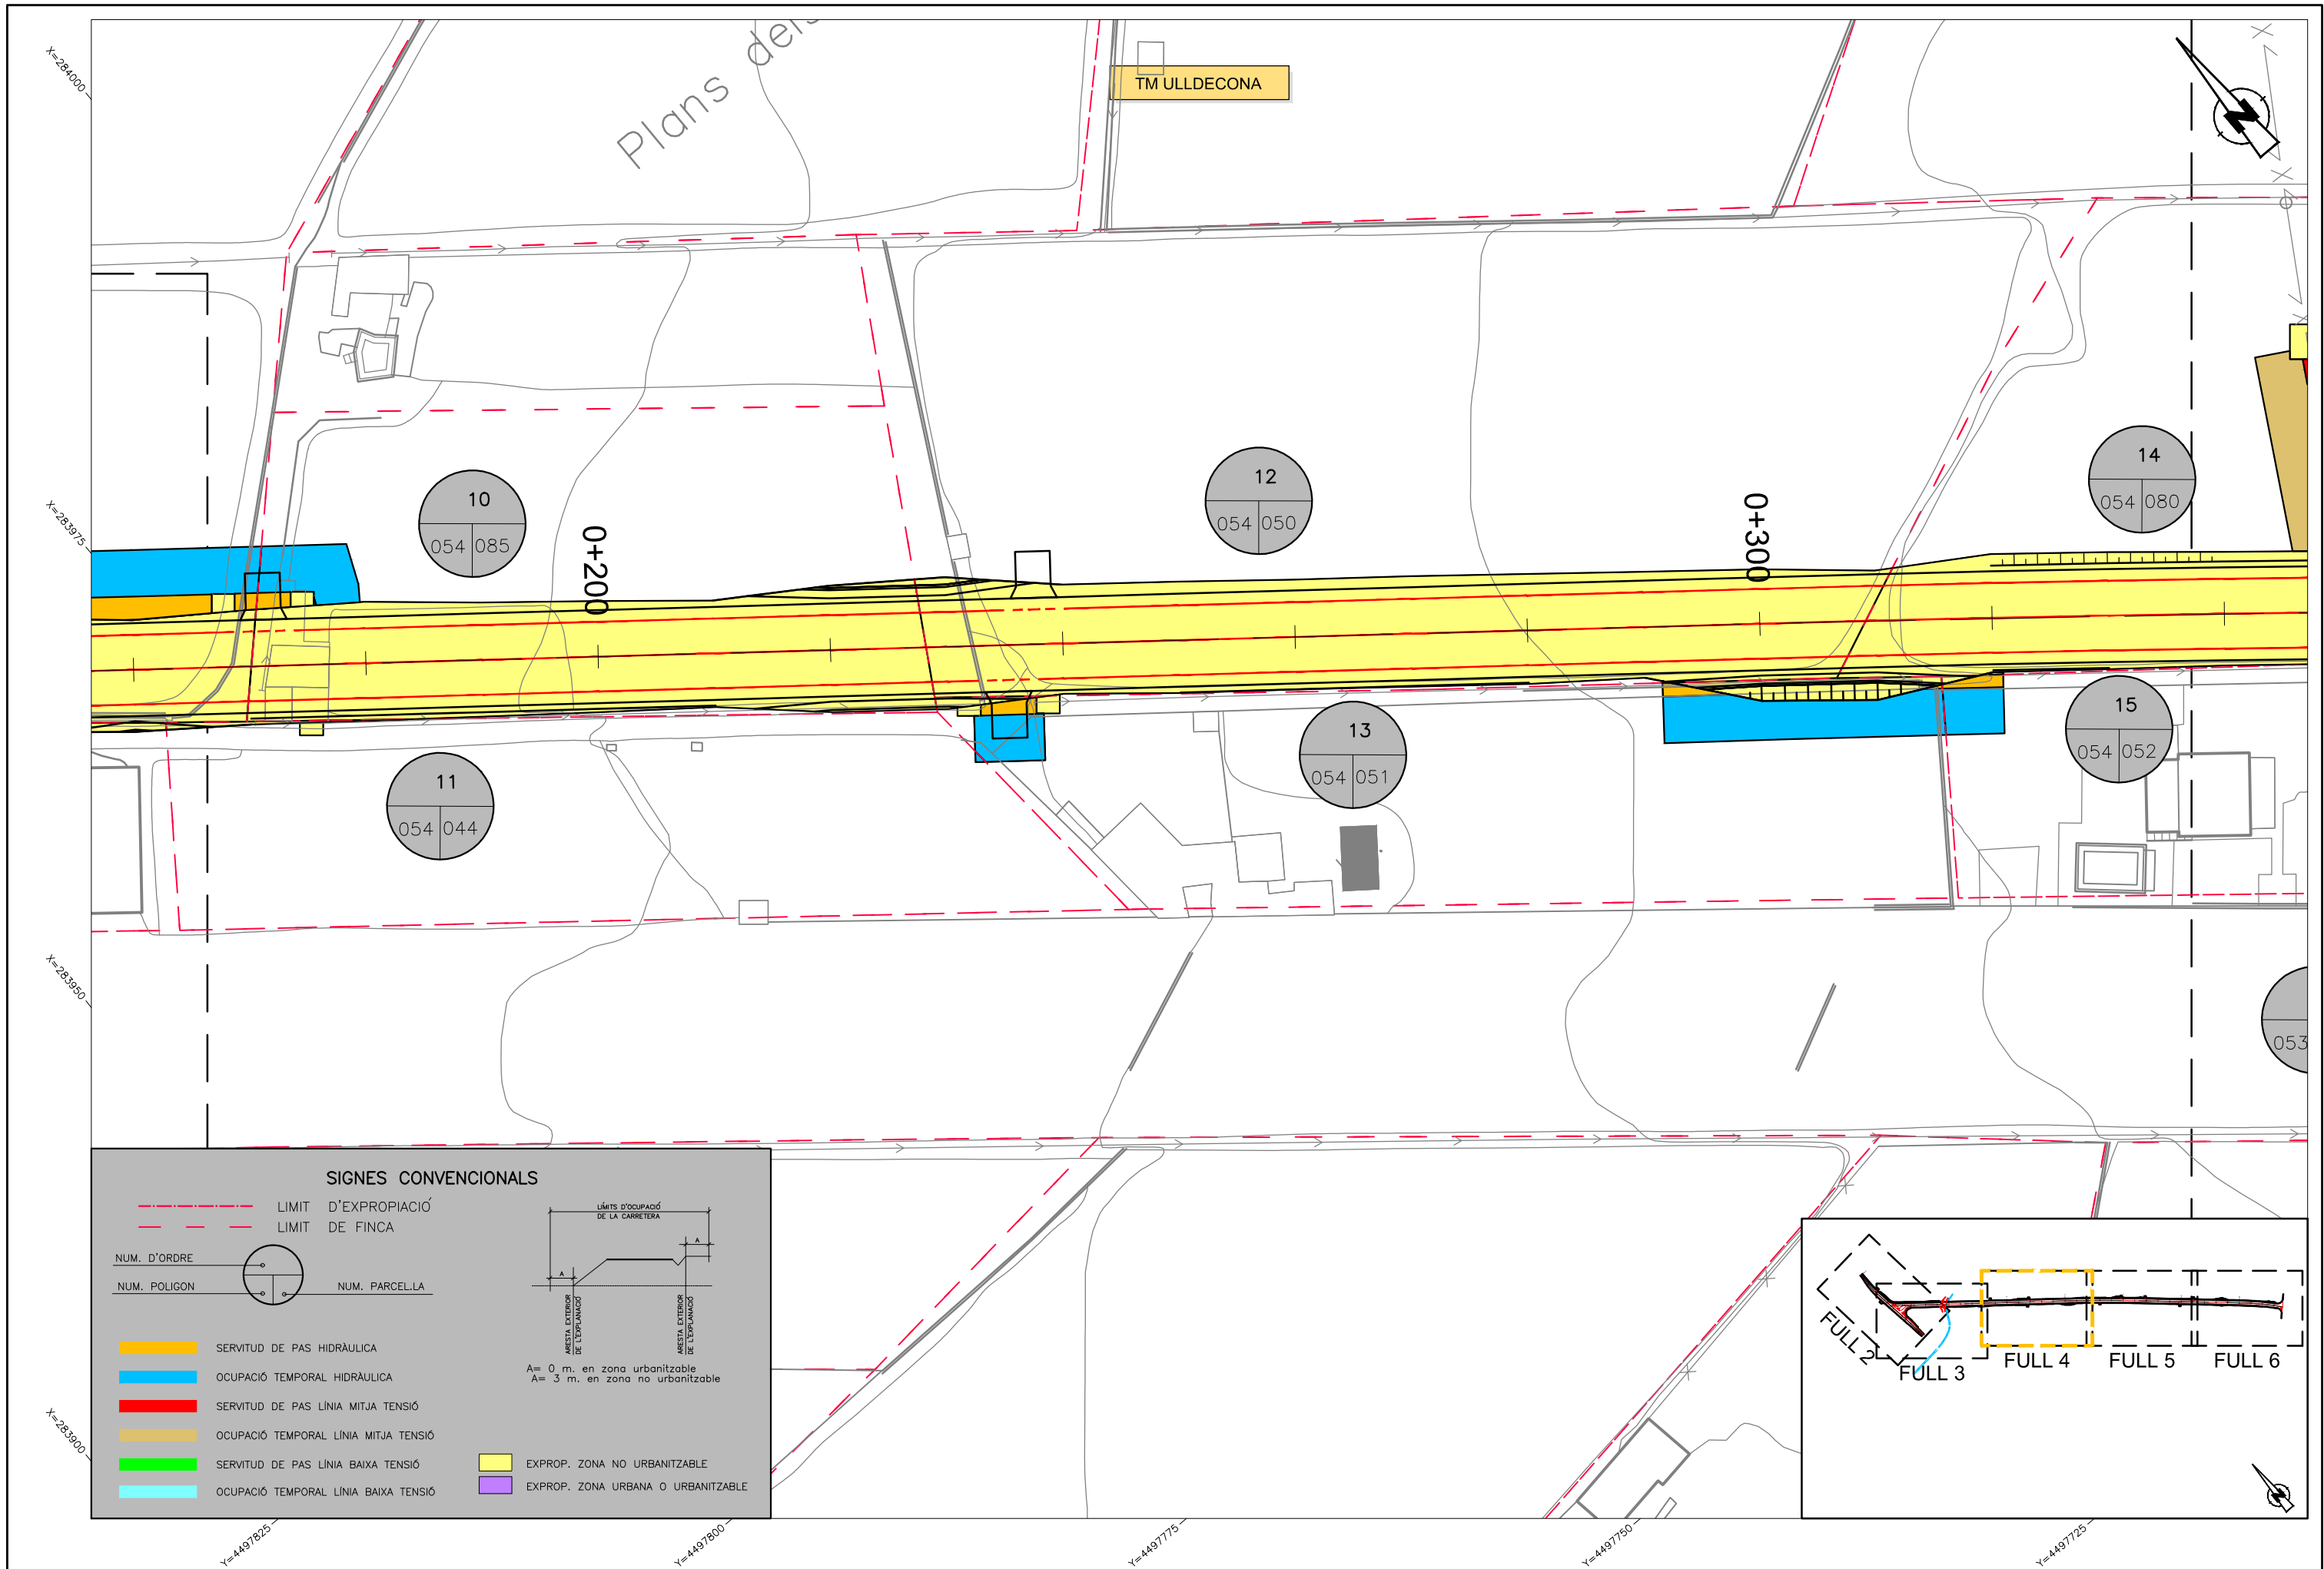 Plans dels
TM ULLDECONA
N
X=284000
X=283975
X=283950
X=283900
10
054 085
0+200
12
054 050
0+300
14
054 080
11
054 044
13
054 051
15
054 052
053
SIGNES CONVENCIONALS
LIMIT D'EXPROPIACIÓ
LIMIT DE FINCA
NUM. D'ORDRE
NUM. POLIGON
NUM. PARCEL.LA
LÍMITS D'OCUPACIÓ
DE LA CARRETERA
A
A
ARESTA EXTERIOR
DE L'EXPLANACIÓ
ARESTA EXTERIOR
DE L'EXPLANACIÓ
A= 0 m. en zona urbanitzable
A= 3 m. en zona no urbanitzable
SERVITUD DE PAS HIDRÀULICA
OCUPACIÓ TEMPORAL HIDRÀULICA
SERVITUD DE PAS LÍNIA MITJA TENSIÓ
OCUPACIÓ TEMPORAL LÍNIA MITJA TENSIÓ
SERVITUD DE PAS LÍNIA BAIXA TENSIÓ
OCUPACIÓ TEMPORAL LÍNIA BAIXA TENSIÓ
EXPROP. ZONA NO URBANITZABLE
EXPROP. ZONA URBANA O URBANITZABLE
FULL 2
FULL 3
FULL 4
FULL 5
FULL 6
Y=4497825
Y=4497800
Y=4497775
Y=4497750
Y=4497725